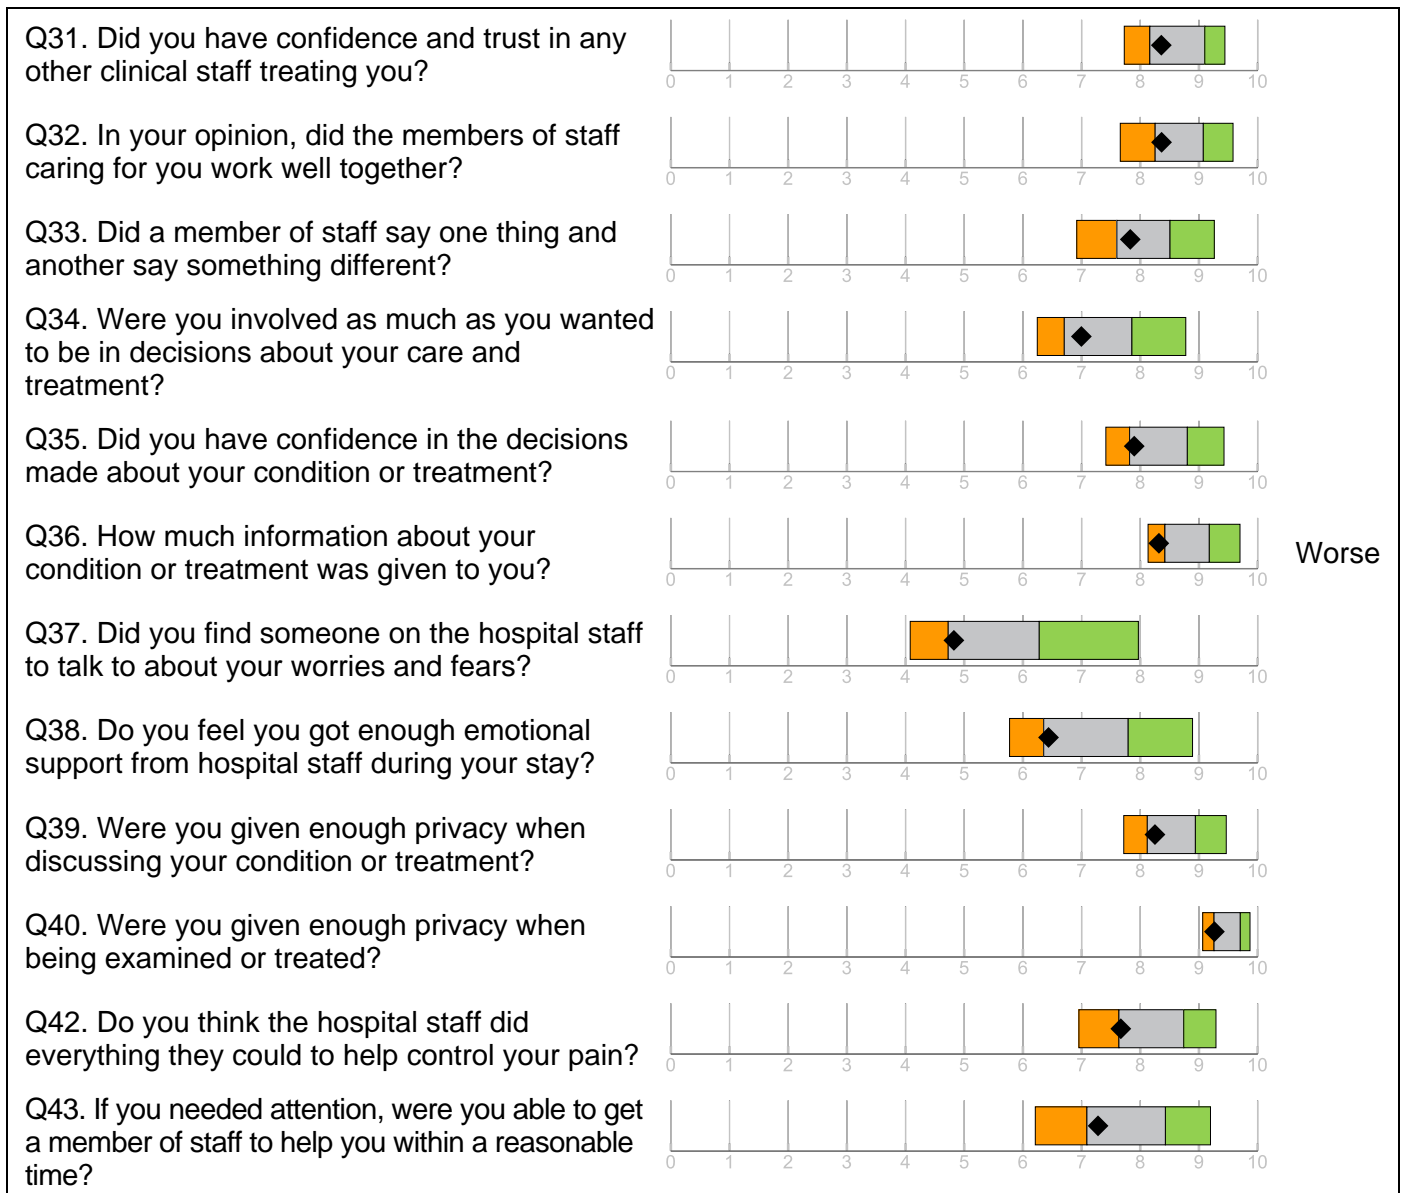 Q31. Did you have confidence and trust in any
other clinical staff treating you?
0 1 2 3 4 5 6 7 8 9 10
Q32. In your opinion, did the members of staff
caring for you work well together?
0 1 2 3 4 5 6 7 8 9 10
Q33. Did a member of staff say one thing and
another say something different?
0 1 2 3 4 5 6 7 8 9 10
Q34. Were you involved as much as you wanted
to be in decisions about your care and
treatment?
0 1 2 3 4 5 6 7 8 9 10
Q35. Did you have confidence in the decisions
made about your condition or treatment?
0 1 2 3 4 5 6 7 8 9 10
Q36. How much information about your
condition or treatment was given to you?
Worse
0 1 2 3 4 5 6 7 8 9 10
Q37. Did you find someone on the hospital staff
to talk to about your worries and fears?
0 1 2 3 4 5 6 7 8 9 10
Q38. Do you feel you got enough emotional
support from hospital staff during your stay?
0 1 2 3 4 5 6 7 8 9 10
Q39. Were you given enough privacy when
discussing your condition or treatment?
0 1 2 3 4 5 6 7 8 9 10
Q40. Were you given enough privacy when
being examined or treated?
0 1 2 3 4 5 6 7 8 9 10
Q42. Do you think the hospital staff did
everything they could to help control your pain?
0 1 2 3 4 5 6 7 8 9 10
Q43. If you needed attention, were you able to get
a member of staff to help you within a reasonable
time?
0 1 2 3 4 5 6 7 8 9 10